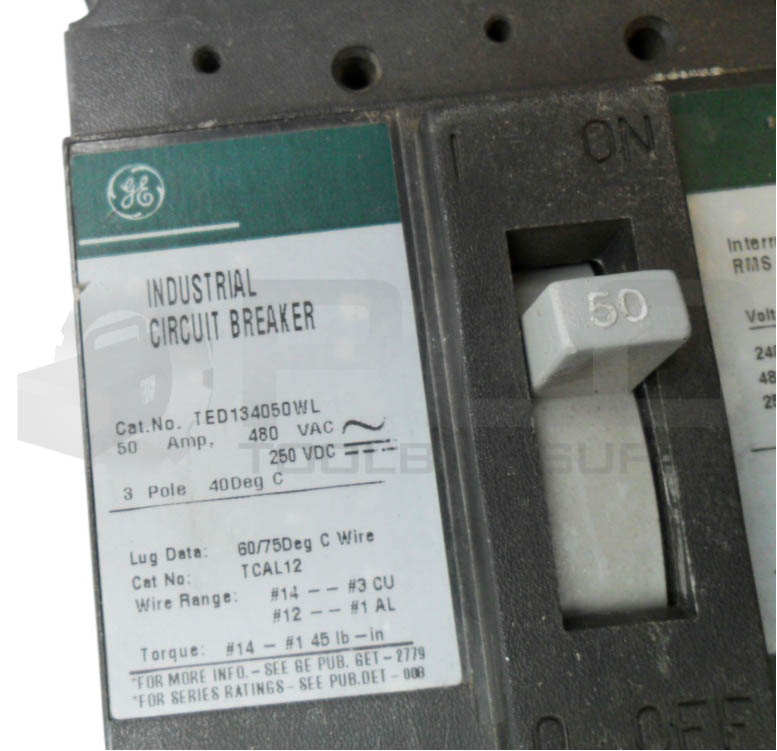 I ON
GE
INDUSTRIAL
CIRCUIT BREAKER
50
Cat.No. TED134050WL
50 Amp. 480 VAC
250 VDC
3 Pole 40Deg C
Lug Data: 60/75Deg C Wire
Cat No: TCAL12
Wire Range: #14 -- #3 CU
#12 -- #1 AL
Torque: #14 - #1 45 lb-in
*FOR MORE INFO.-SEE GE PUB. GET-2779
*FOR SERIES RATINGS-SEE PUB.DET-008
O OFF
RMS
48